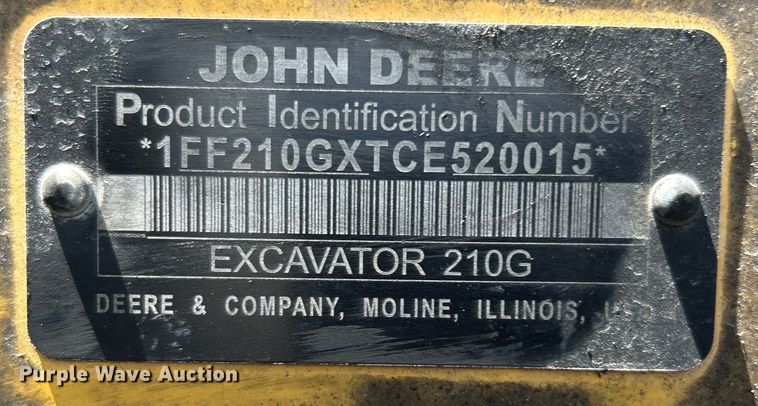 JOHN DEERE
Product Identification Number
*1FF210GXTCE520015*
EXCAVATOR 210G
DEERE & COMPANY, MOLINE, ILLINOIS,
Purple Wave Auction